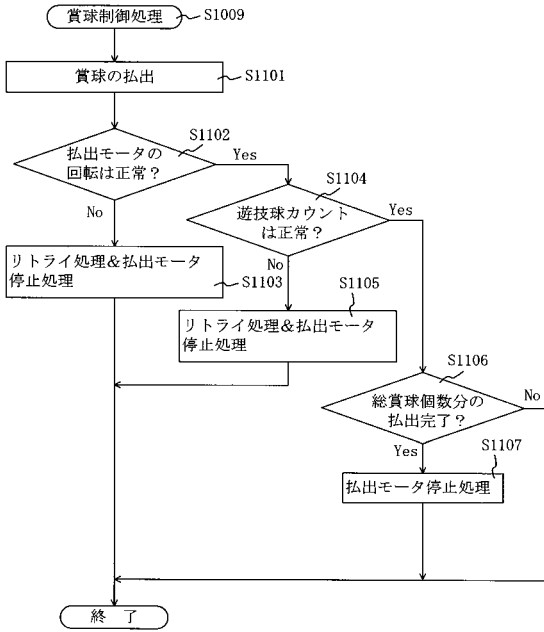 賞球制御処理
S1009
賞球の払出
S1101
S1102
払出モータの
回転は正常?
Yes
No
S1104
遊技球カウント
は正常?
Yes
No
リトライ処理&払出モータ
停止処理
S1103
S1105
リトライ処理&払出モータ
停止処理
S1106
総賞球個数分の
払出完了?
No
Yes
S1107
払出モータ停止処理
終 了